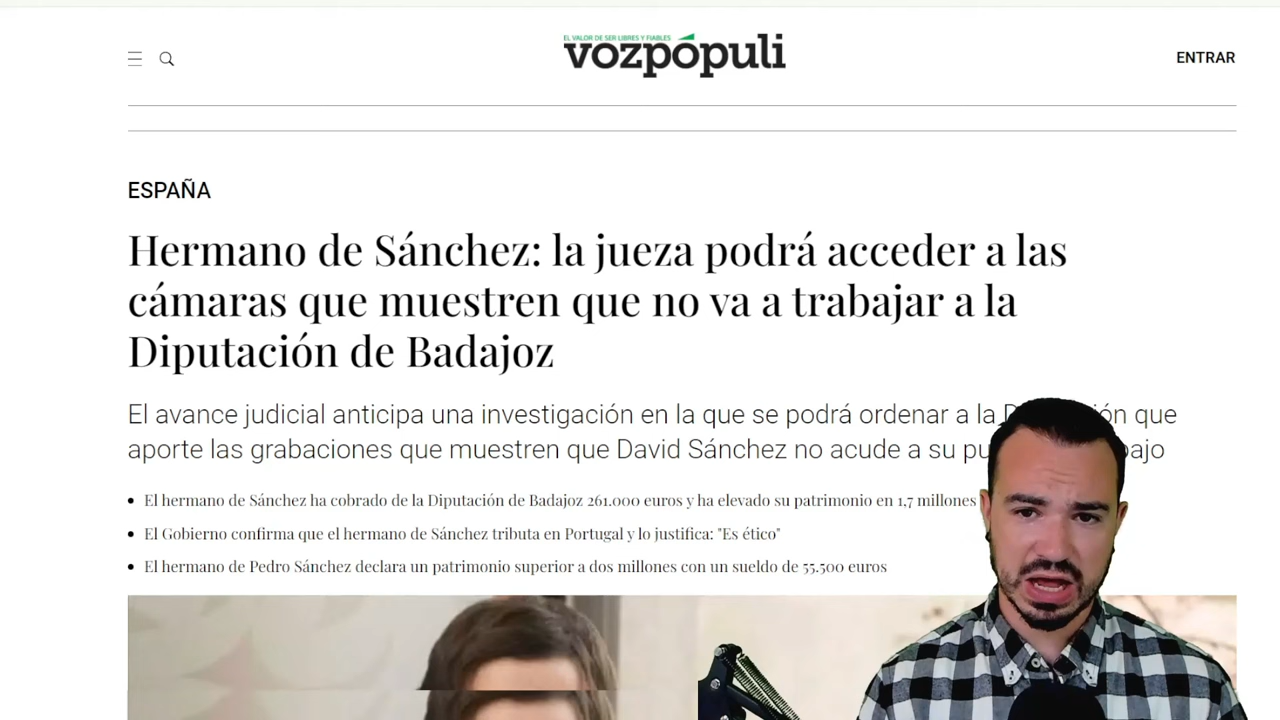 EL VALOR DE SER LIBRES Y FIABLES
vozpópuli
ENTRAR
ESPAÑA
Hermano de Sánchez: la jueza podrá acceder a las
cámaras que muestren que no va a trabajar a la
Diputación de Badajoz
El avance judicial anticipa una investigación en la que se podrá ordenar a la que
aporte las grabaciones que muestren que David Sánchez no acude a su
El hermano de Sánchez ha cobrado de la Diputación de Badajoz 261.000 euros y ha elevado su patrimonio en 1,7 millones
El Gobierno confirma que el hermano de Sánchez tributa en Portugal y lo justifica: "Es ético"
El hermano de Pedro Sánchez declara un patrimonio superior a dos millones con un sueldo de 55.500 euros